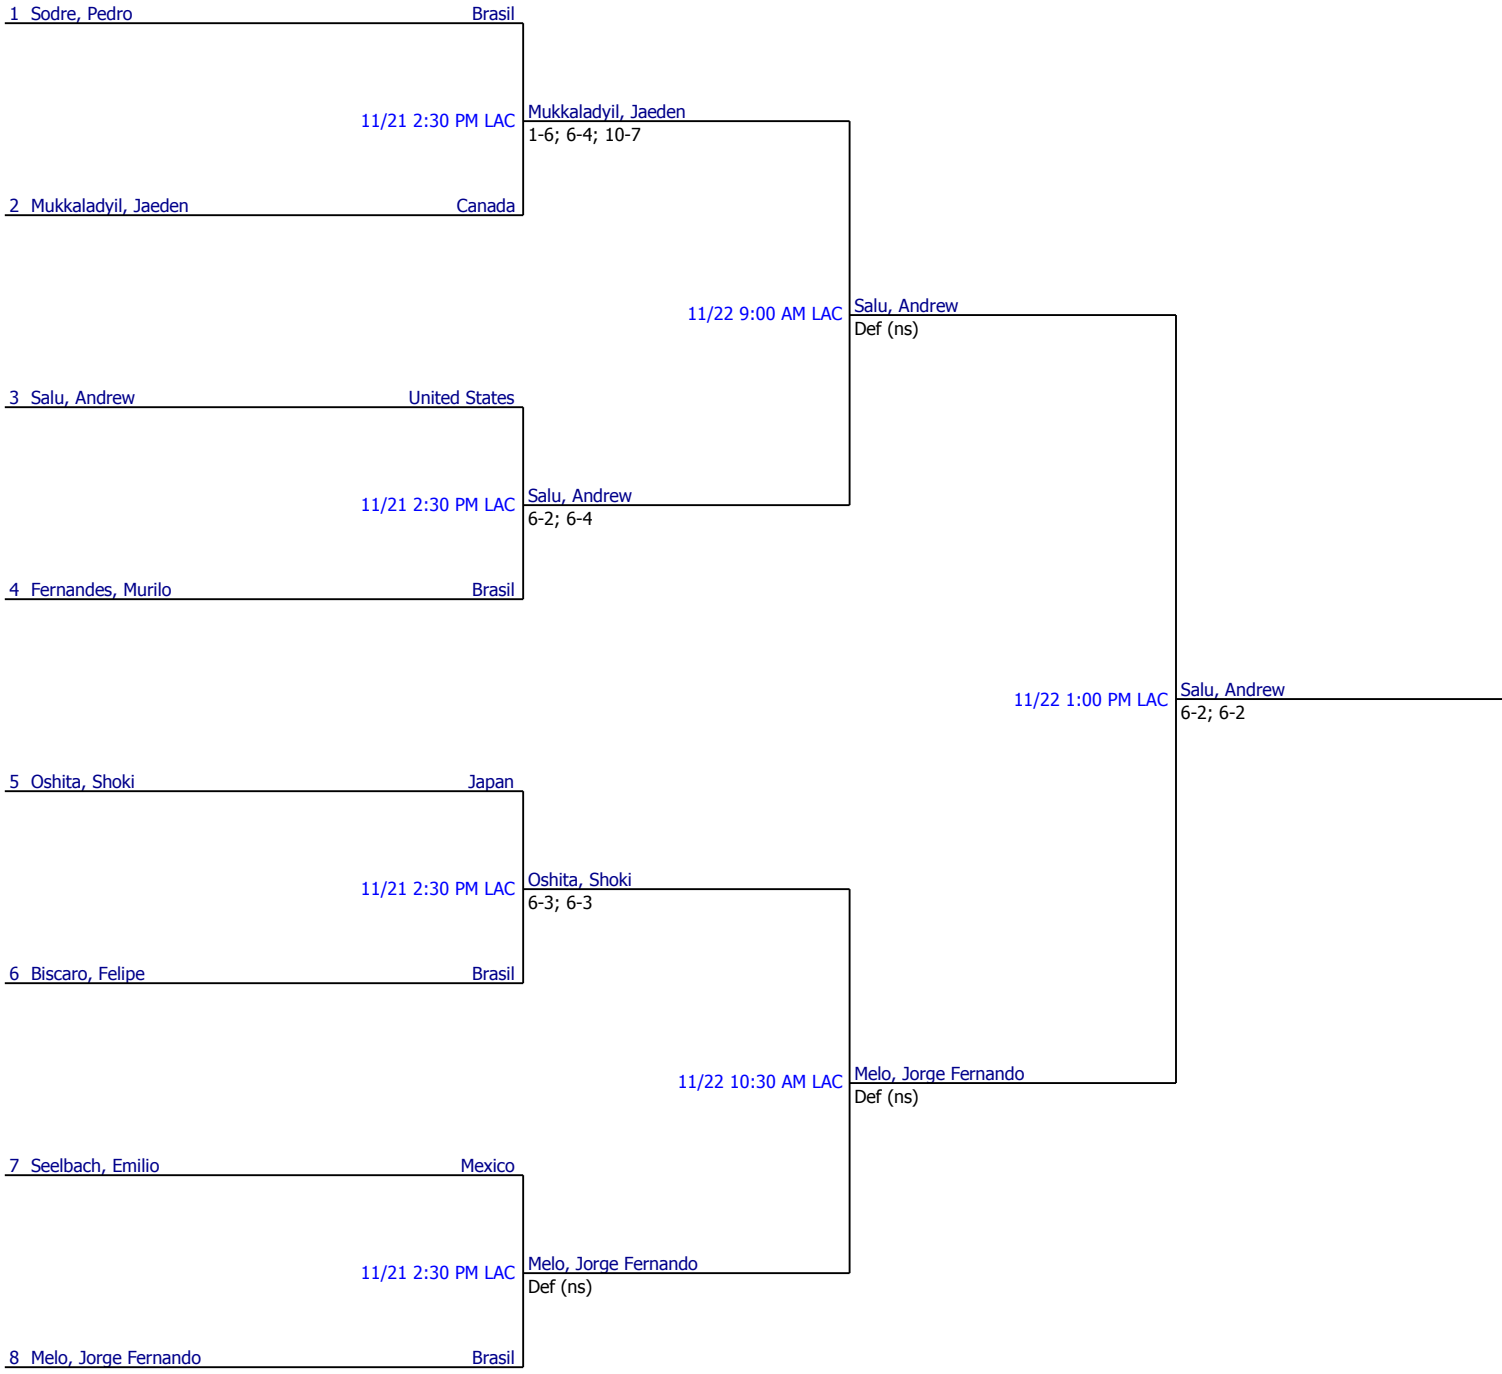 1 Sodre, Pedro Brasil
11/21 2:30 PM LAC
Mukkaladyil, Jaeden
1-6; 6-4; 10-7
2 Mukkaladyil, Jaeden Canada
11/22 9:00 AM LAC
Salu, Andrew
Def (ns)
3 Salu, Andrew United States
11/21 2:30 PM LAC
Salu, Andrew
6-2; 6-4
4 Fernandes, Murilo Brasil
11/22 1:00 PM LAC
Salu, Andrew
6-2; 6-2
5 Oshita, Shoki Japan
11/21 2:30 PM LAC
Oshita, Shoki
6-3; 6-3
6 Biscaro, Felipe Brasil
11/22 10:30 AM LAC
Melo, Jorge Fernando
Def (ns)
7 Seelbach, Emilio Mexico
11/21 2:30 PM LAC
Melo, Jorge Fernando
Def (ns)
8 Melo, Jorge Fernando Brasil